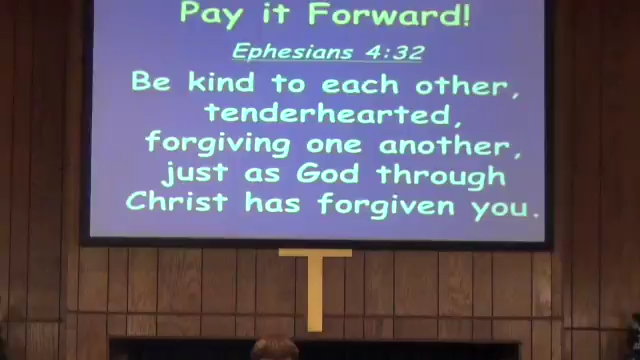 Pay it Forward!
Ephesians 4:32
Be kind to each other,
tenderhearted,
forgiving one another,
just as God through
Christ has forgiven you.